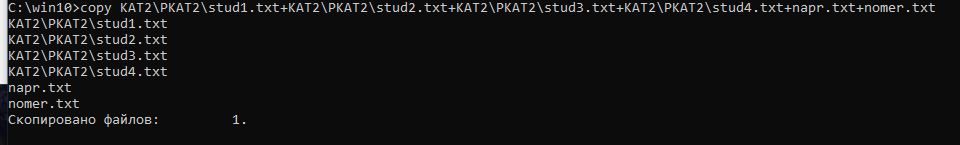 C:\win10>copy KAT2\PKAT2\stud1.txt+KAT2\PKAT2\stud2.txt+KAT2\PKAT2\stud3.txt+KAT2\PKAT2\stud4.txt+napr.txt+nomer.txt
KAT2\PKAT2\stud1.txt
KAT2\PKAT2\stud2.txt
KAT2\PKAT2\stud3.txt
KAT2\PKAT2\stud4.txt
napr.txt
nomer.txt
Скопировано файлов:         1.